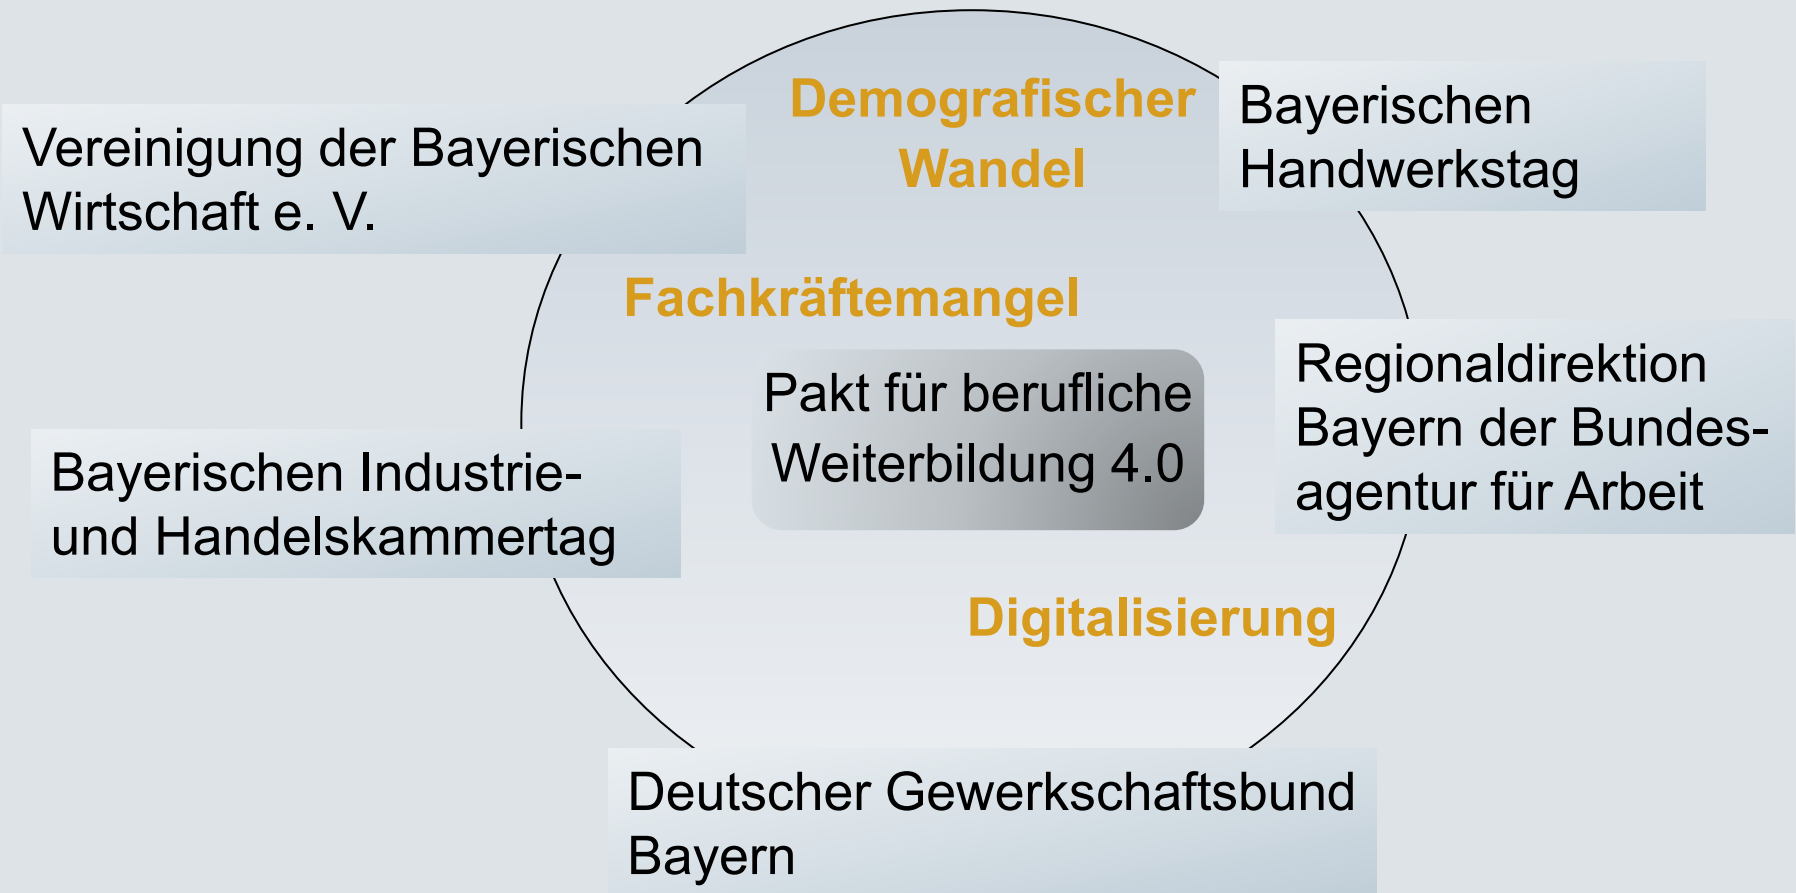 Demografischer
Wandel
Bayerischen
Handwerkstag
Vereinigung der Bayerischen
Wirtschaft e. V.
Fachkräftemangel
Pakt für berufliche
Weiterbildung 4.0
Regionaldirektion
Bayern der Bundes-
agentur für Arbeit
Bayerischen Industrie-
und Handelskammertag
Digitalisierung
Deutscher Gewerkschaftsbund
Bayern